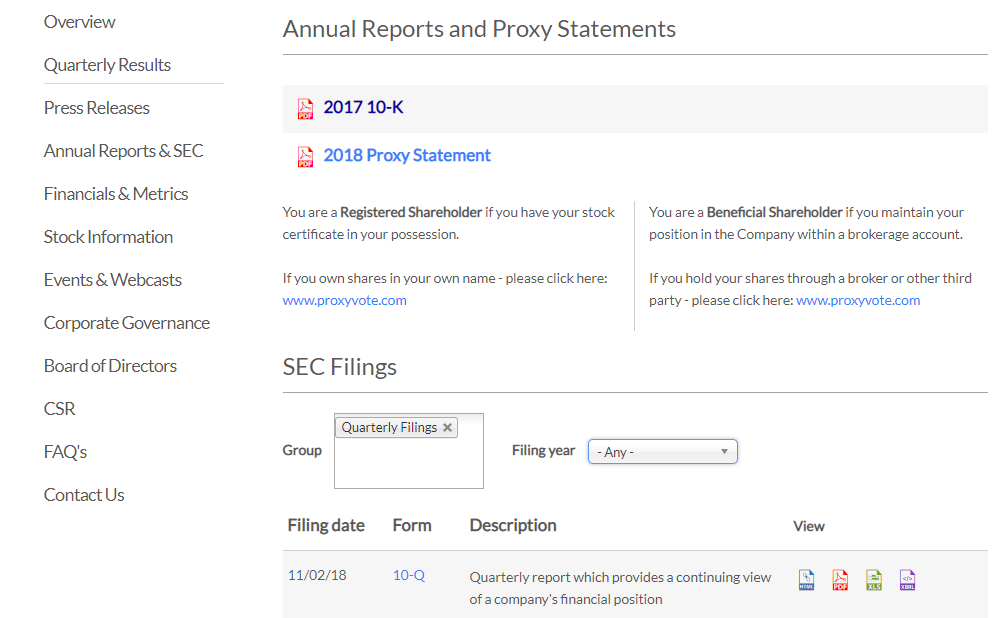 Overview
Quarterly Results
Press Releases
Annual Reports & SEC
Financials & Metrics
Stock Information
Events & Webcasts
Corporate Governance
Board of Directors
CSR
FAQ's
Contact Us
Annual Reports and Proxy Statements
PDF 2017 10-K
PDF 2018 Proxy Statement
You are a Registered Shareholder if you have your stock
certificate in your possession.
If you own shares in your own name - please click here:
www.proxyvote.com
You are a Beneficial Shareholder if you maintain your
position in the Company within a brokerage account.
If you hold your shares through a broker or other third
party - please click here: www.proxyvote.com
SEC Filings
Group
Quarterly Filings ×
Filing year
- Any -
Filing date Form Description View
11/02/18 10-Q Quarterly report which provides a continuing view
of a company's financial position
HTML PDF XLS XBRL